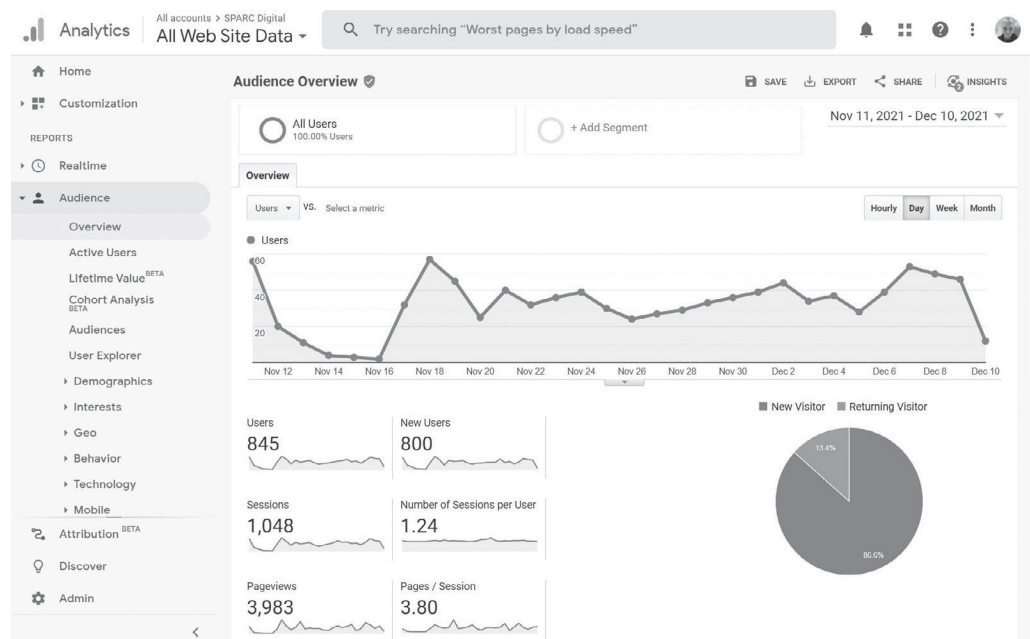 All accounts > SPARC Digital
Analytics
All Web Site Data
Try searching "Worst pages by load speed"
Home
Customization
REPORTS
Realtime
Audience
Overview
Active Users
Lifetime Value BETA
Cohort Analysis
BETA
Audiences
User Explorer
Demographics
Interests
Geo
Behavior
Technology
Mobile
Attribution BETA
Discover
Admin
Audience Overview
SAVE
EXPORT
SHARE
2
INSIGHTS
All Users
100.00% Users
+ Add Segment
Nov 11, 2021 - Dec 10, 2021
Overview
Users
VS.
Select a metric
Hourly
Day
Week
Month
Users
60
40
20
Nov 12
Nov 14
Nov 16
Nov 18
Nov 20
Nov 22
Nov 24
Nov 26
Nov 28
Nov 30
Dec 2
Dec 4
Dec 6
Dec 8
Dec 10
Users
845
New Users
800
Sessions
1,048
Number of Sessions per User
1.24
Pageviews
3,983
Pages / Session
3.80
New Visitor
Returning Visitor
13.4%
86.6%